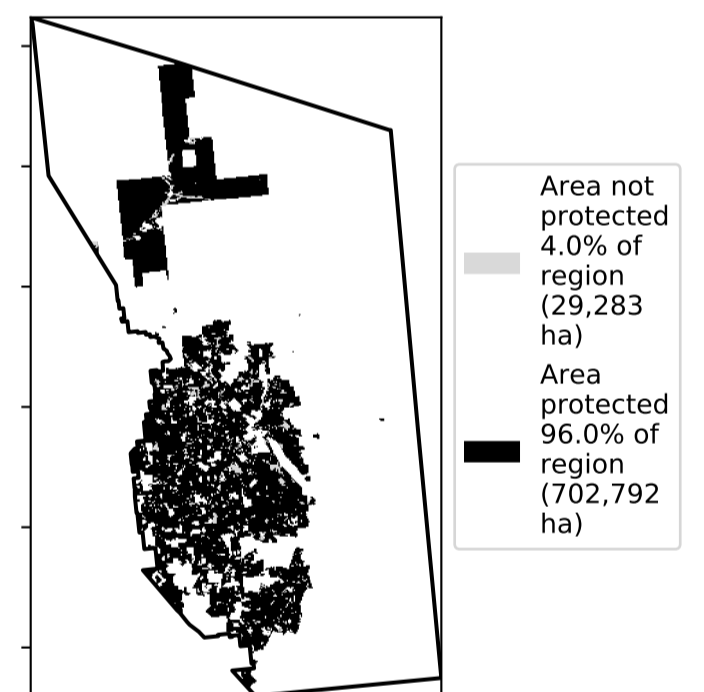 Area not
protected
4.0% of
region
(29,283
ha)
Area
protected
96.0% of
region
(702,792
ha)